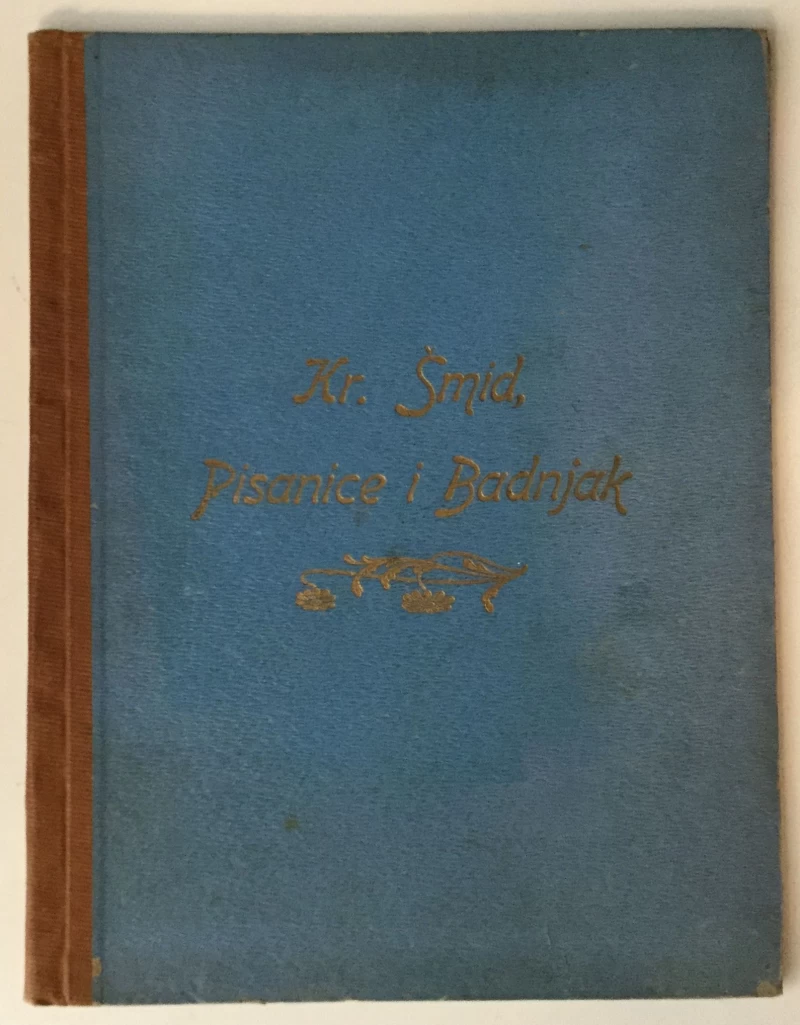 Kr. Šmid,
Pisanice i Badnjak